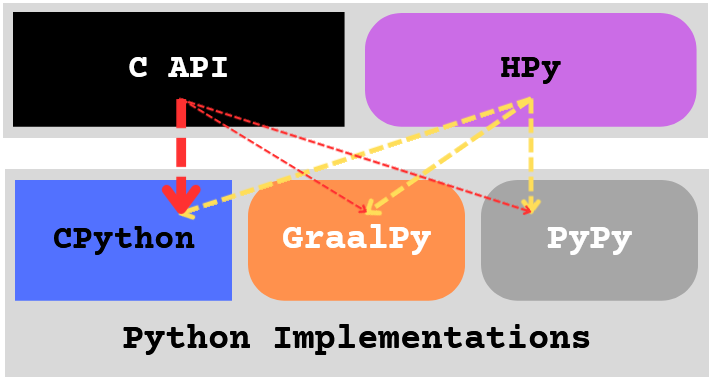 C API
HPy
CPython
GraalPy
PyPy
Python Implementations